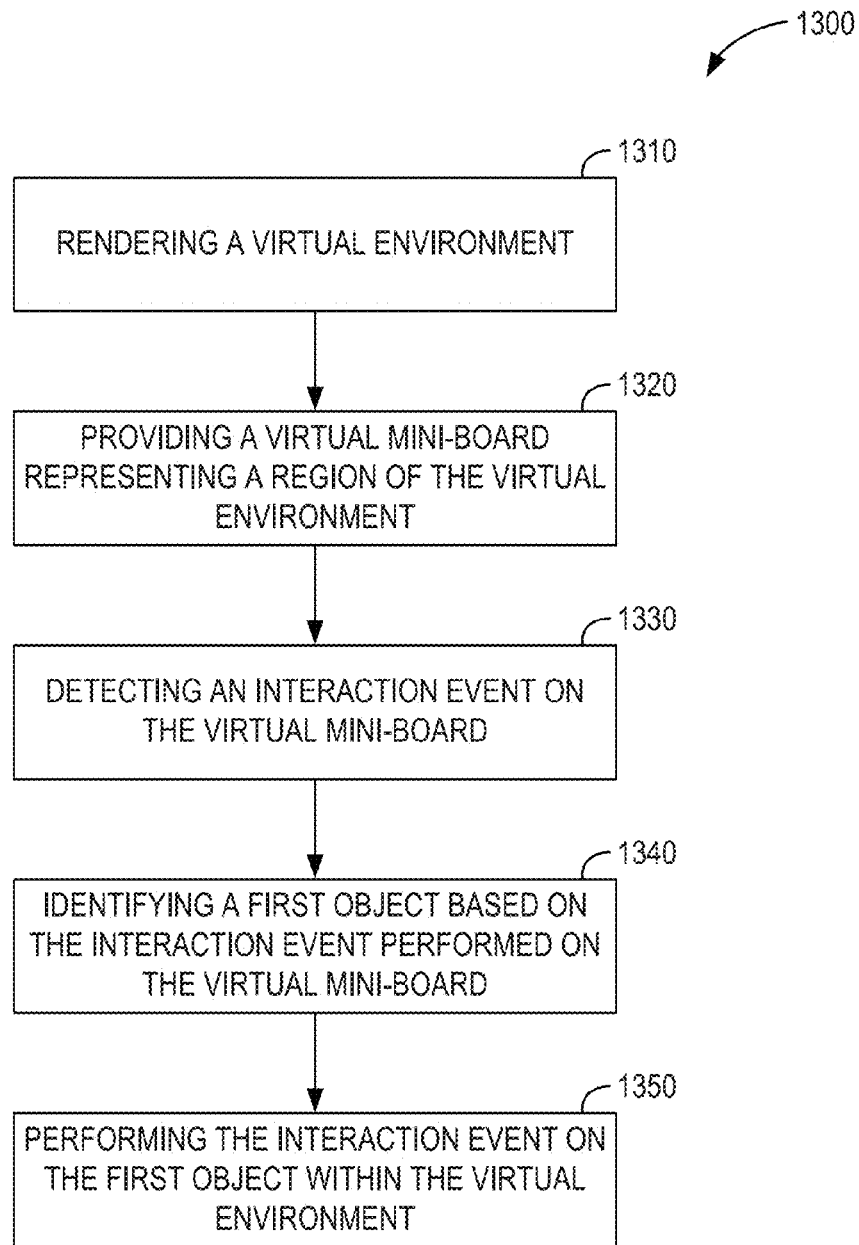 1300
1310
RENDERING A VIRTUAL ENVIRONMENT
1320
PROVIDING A VIRTUAL MINI-BOARD
REPRESENTING A REGION OF THE VIRTUAL
ENVIRONMENT
1330
DETECTING AN INTERACTION EVENT ON
THE VIRTUAL MINI-BOARD
1340
IDENTIFYING A FIRST OBJECT BASED ON
THE INTERACTION EVENT PERFORMED ON
THE VIRTUAL MINI-BOARD
1350
PERFORMING THE INTERACTION EVENT ON
THE FIRST OBJECT WITHIN THE VIRTUAL
ENVIRONMENT